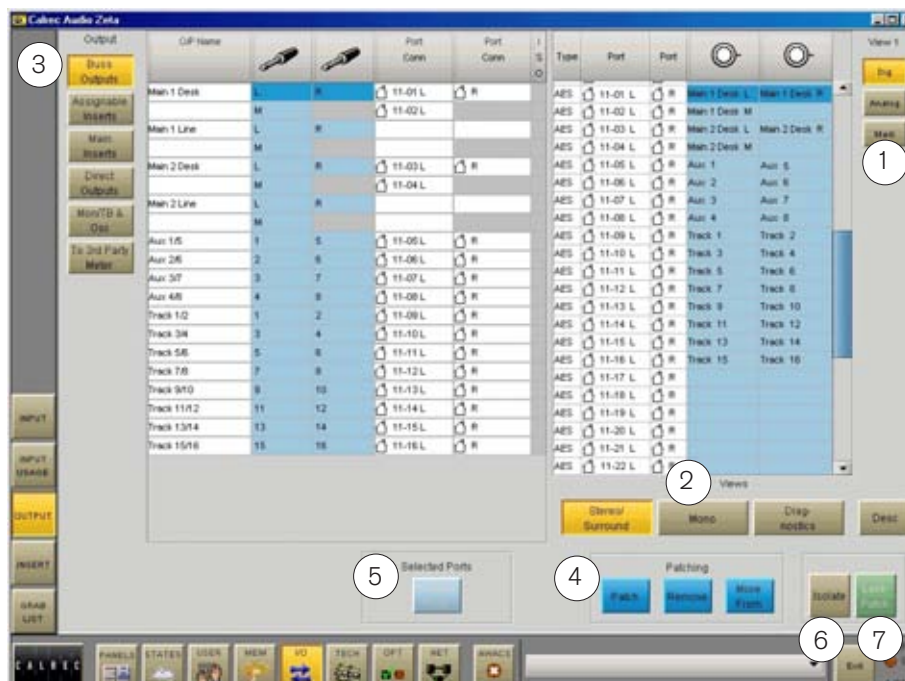 Calrec Audio Zeta
Output
3
Buss Outputs
Assignable Inserts
Main Inserts
Direct Outputs
Mon/TB & Osc
To 3rd Party Meter
O/P Name
Port Conn
Port Conn
I S O
Main 1 Desk L R 11-01 L R
M 11-02 L
Main 1 Line L R
M
Main 2 Desk L R 11-03 L R
M 11-04 L
Main 2 Line L R
M
Aux 1/5 1 5 11-05 L R
Aux 2/6 2 6 11-06 L R
Aux 3/7 3 7 11-07 L R
Aux 4/8 4 8 11-08 L R
Track 1/2 1 2 11-09 L R
Track 3/4 3 4 11-10 L R
Track 5/6 5 6 11-11 L R
Track 7/8 7 8 11-12 L R
Track 9/10 9 10 11-13 L R
Track 11/12 11 12 11-14 L R
Track 13/14 13 14 11-15 L R
Track 15/16 15 16 11-16 L R
Type Port Port
AES 11-01 L R Main 1 Desk L Main 1 Desk R
AES 11-02 L R Main 1 Desk M
AES 11-03 L R Main 2 Desk L Main 2 Desk R
AES 11-04 L R Main 2 Desk M
AES 11-05 L R Aux 1 Aux 5
AES 11-06 L R Aux 2 Aux 6
AES 11-07 L R Aux 3 Aux 7
AES 11-08 L R Aux 4 Aux 8
AES 11-09 L R Track 1 Track 2
AES 11-10 L R Track 3 Track 4
AES 11-11 L R Track 5 Track 6
AES 11-12 L R Track 7 Track 8
AES 11-13 L R Track 9 Track 10
AES 11-14 L R Track 11 Track 12
AES 11-15 L R Track 13 Track 14
AES 11-16 L R Track 15 Track 16
AES 11-17 L R
AES 11-18 L R
AES 11-19 L R
AES 11-20 L R
AES 11-21 L R
AES 11-22 L R
View 1
Dig
Analog
1
INPUT
INPUT USAGE
OUTPUT
INSERT
GRAB LIST
2
Views
Stereo/ Surround
Mono
Diag- nostics
Desc
5
Selected Ports
4
Patching
Patch
Remove
More From
Isolate
Lock Patch
6
7
CALREC
PANELS
STATES
USER
MEM
I/O
TECH
OPT
NET
AWACS
Exit